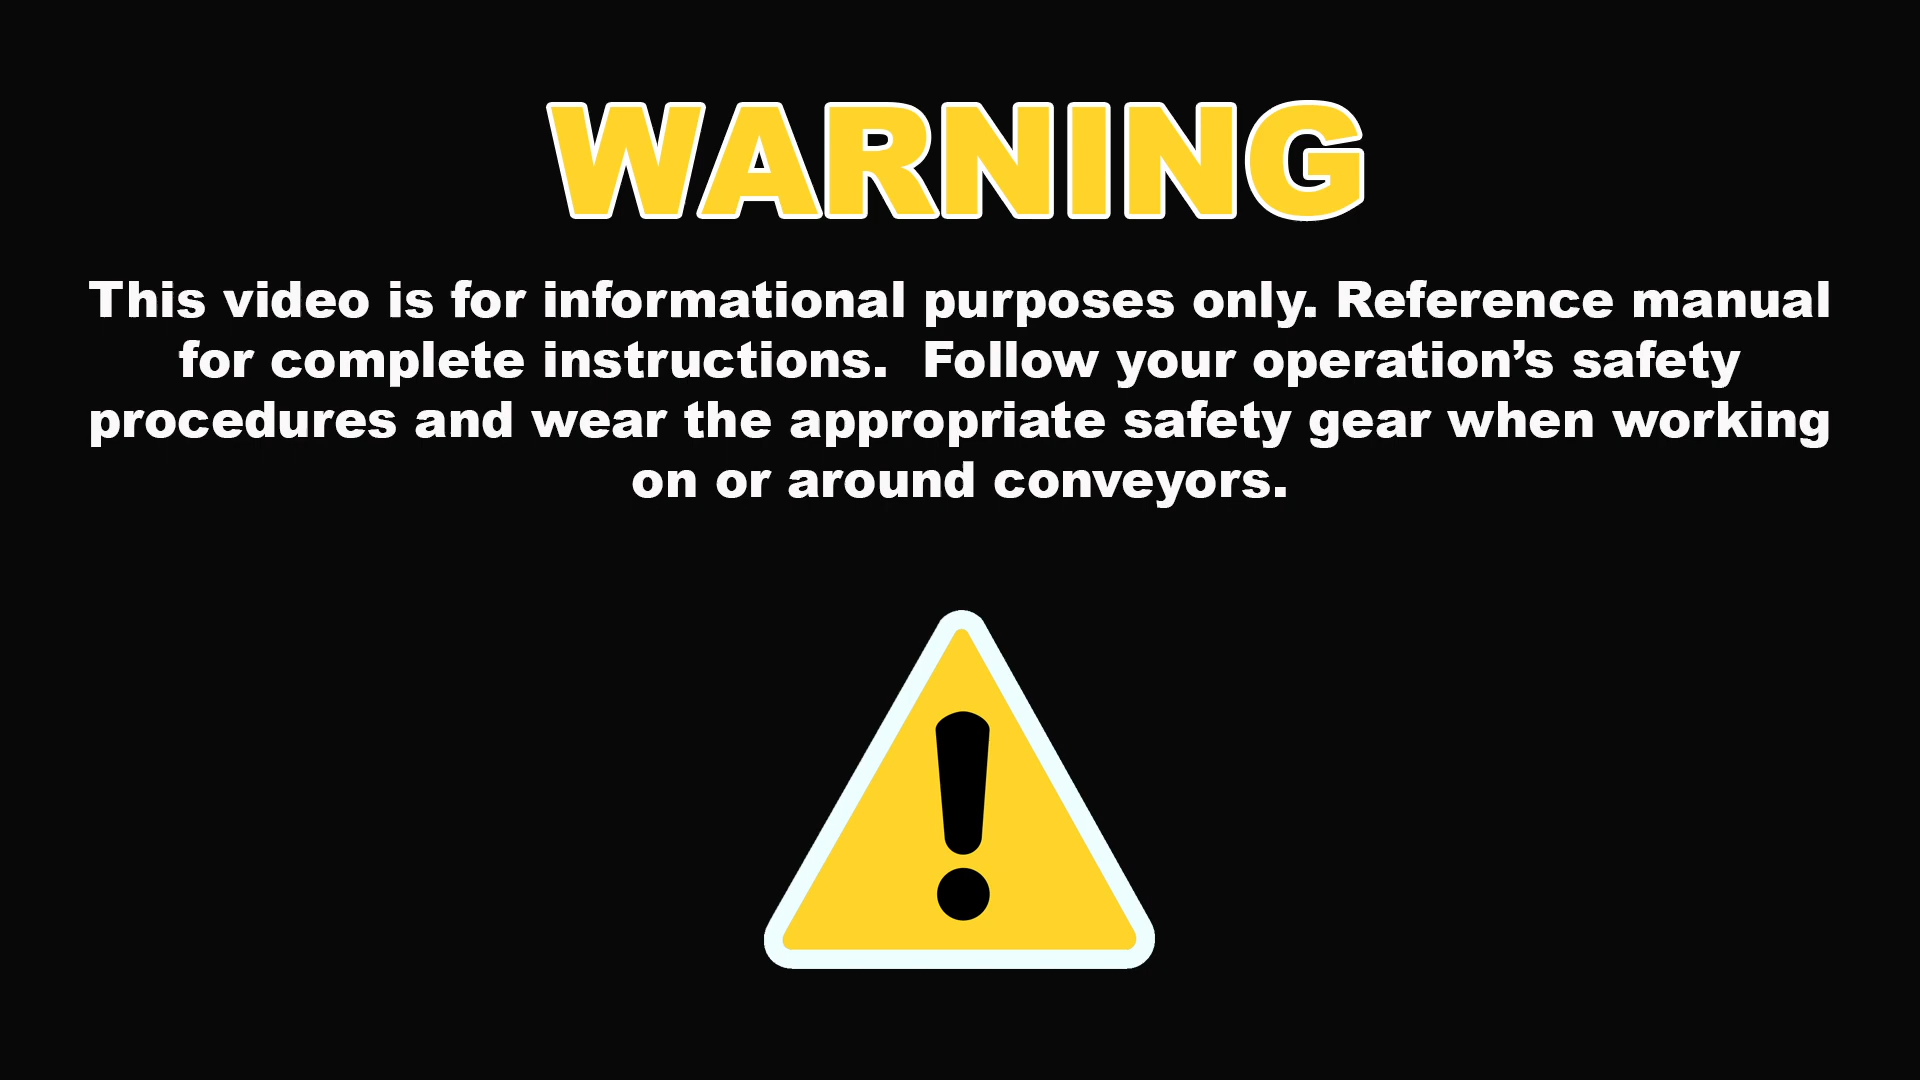 WARNING
This video is for informational purposes only. Reference manual
for complete instructions.  Follow your operation’s safety
procedures and wear the appropriate safety gear when working
on or around conveyors.
!